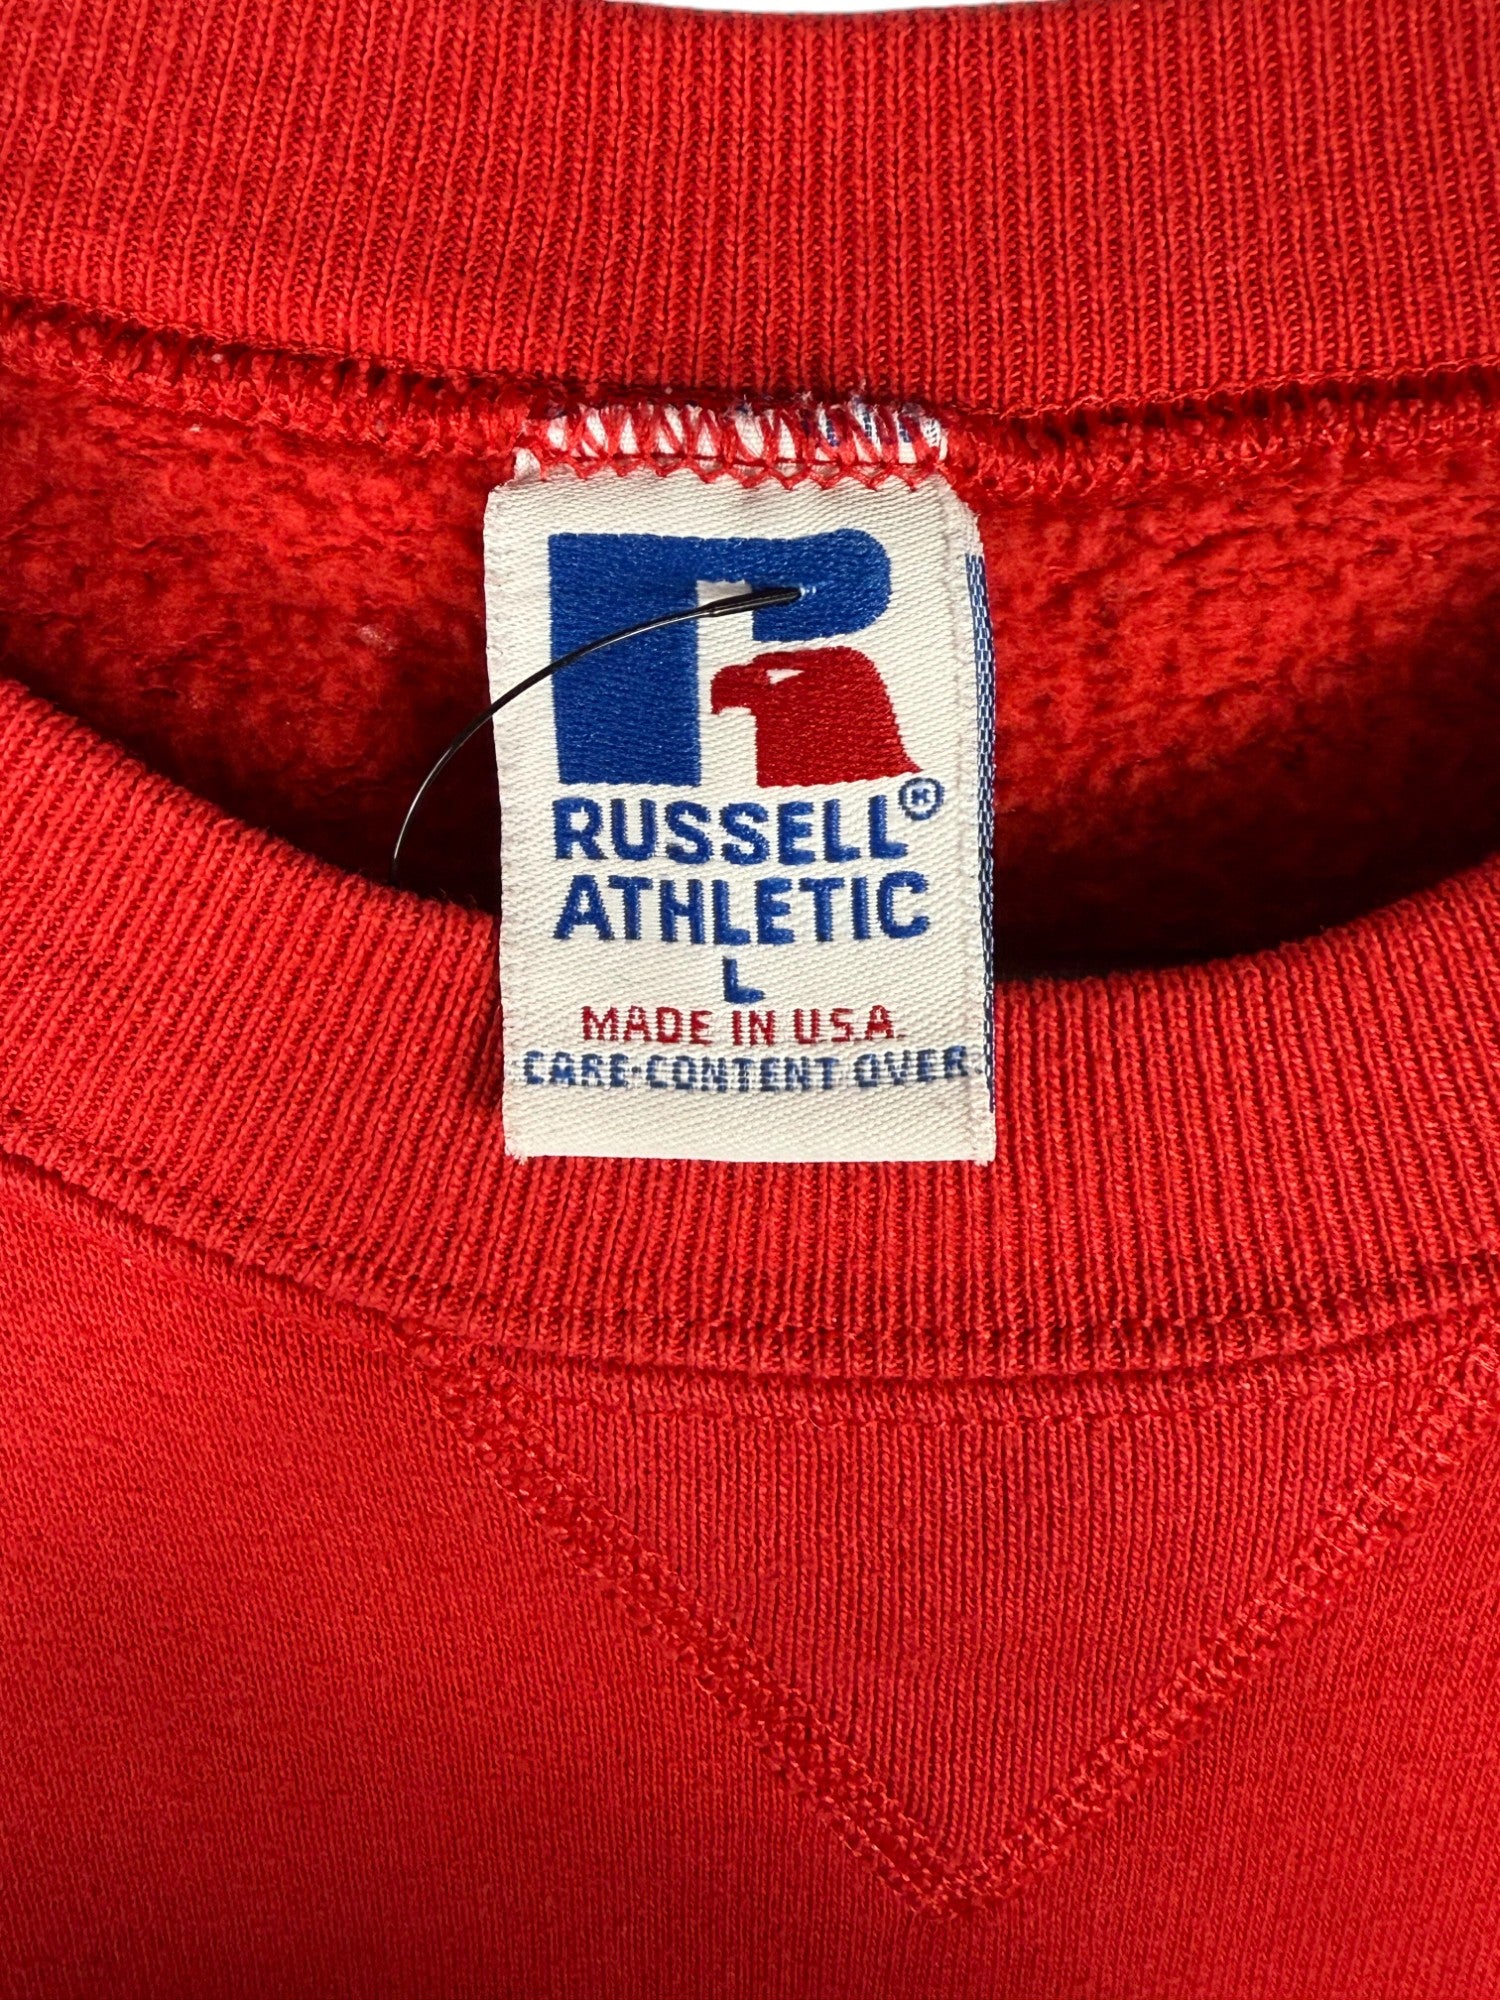 R
RUSSELL®
ATHLETIC
L
MADE IN U.S.A.
CARE·CONTENT OVER.